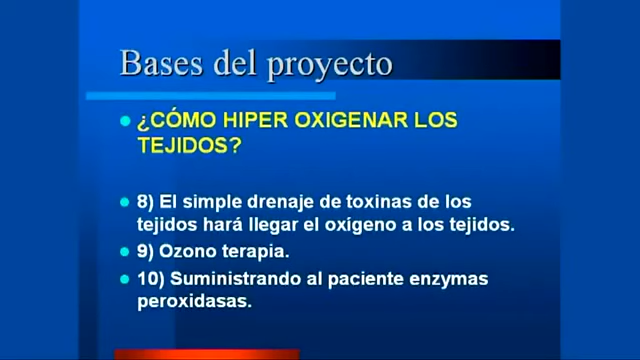 Bases del proyecto
¿CÓMO HIPER OXIGENAR LOS
TEJIDOS?
8) El simple drenaje de toxinas de los
tejidos hará llegar el oxígeno a los tejidos.
9) Ozono terapia.
10) Suministrando al paciente enzymas
peroxidasas.